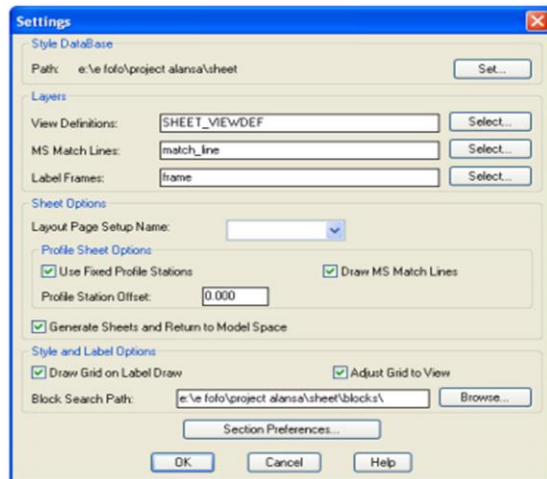 Settings
Style DataBase
Path: e:\e fofo\project alansa\sheet Set...
Layers
View Definitions: SHEET_VIEWDEF Select...
MS Match Lines: match_line Select...
Label Frames: frame Select...
Sheet Options
Layout Page Setup Name:
Profile Sheet Options
Use Fixed Profile Stations Draw MS Match Lines
Profile Station Offset: 0.000
Generate Sheets and Return to Model Space
Style and Label Options
Draw Grid on Label Draw Adjust Grid to View
Block Search Path: e:\e fofo\project alansa\sheet\blocks\ Browse...
Section Preferences...
OK Cancel Help